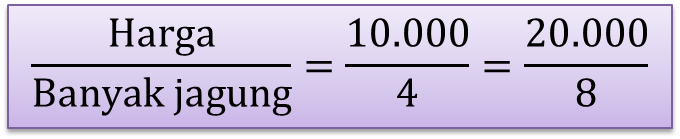 Harga / Banyak jagung = 10.000 / 4 = 20.000 / 8